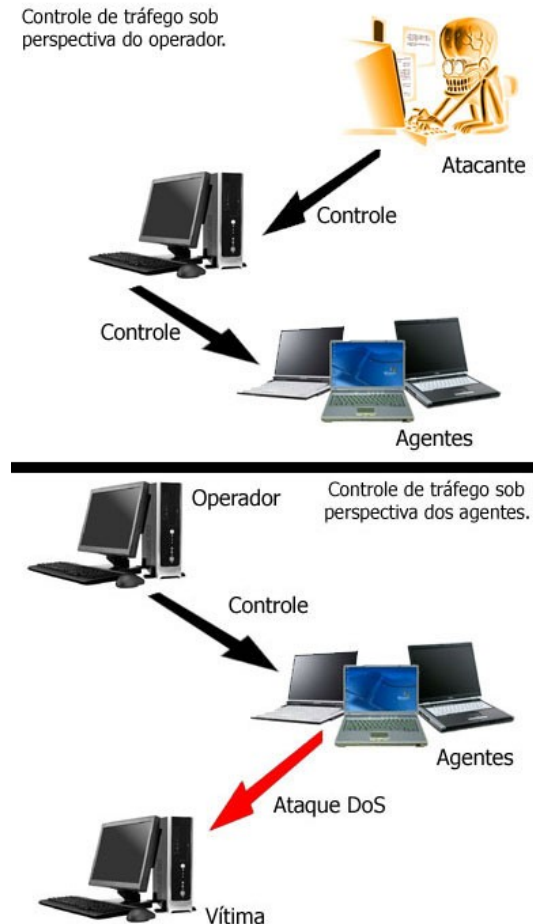 Controle de tráfego sob
perspectiva do operador.
Atacante
Controle
Controle
Agentes
Operador
Controle de tráfego sob
perspectiva dos agentes.
Controle
Agentes
Ataque DoS
Vítima